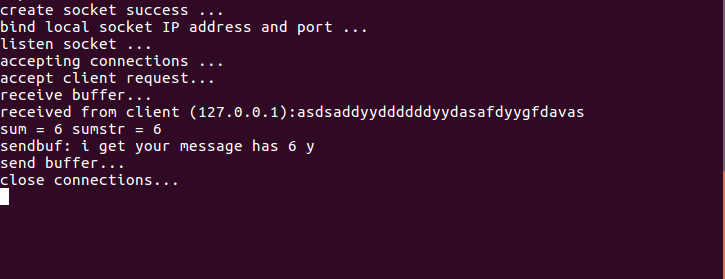 create socket success ...
bind local socket IP address and port ...
listen socket ...
accepting connections ...
accept client request...
receive buffer...
received from client (127.0.0.1):asdsaddyyddddddyydasafdyygfdavas
sum = 6 sumstr = 6
sendbuf: i get your message has 6 y
send buffer...
close connections...